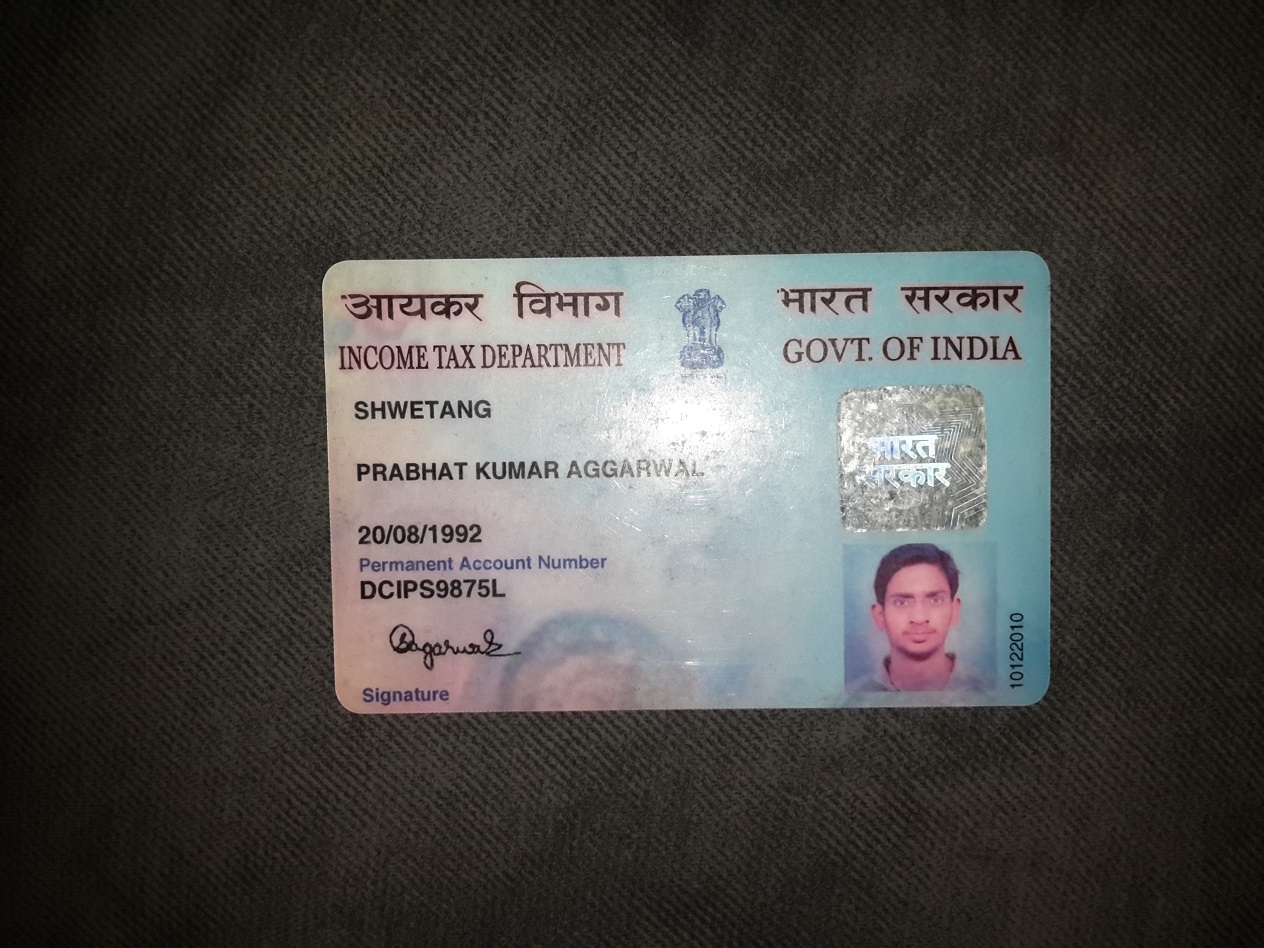 आयकर विभाग
INCOME TAX DEPARTMENT
भारत सरकार
GOVT. OF INDIA
SHWETANG
PRABHAT KUMAR AGGARWAL
20/08/1992
Permanent Account Number
DCIPS9875L
Signature
भारत
सरकार
10122010